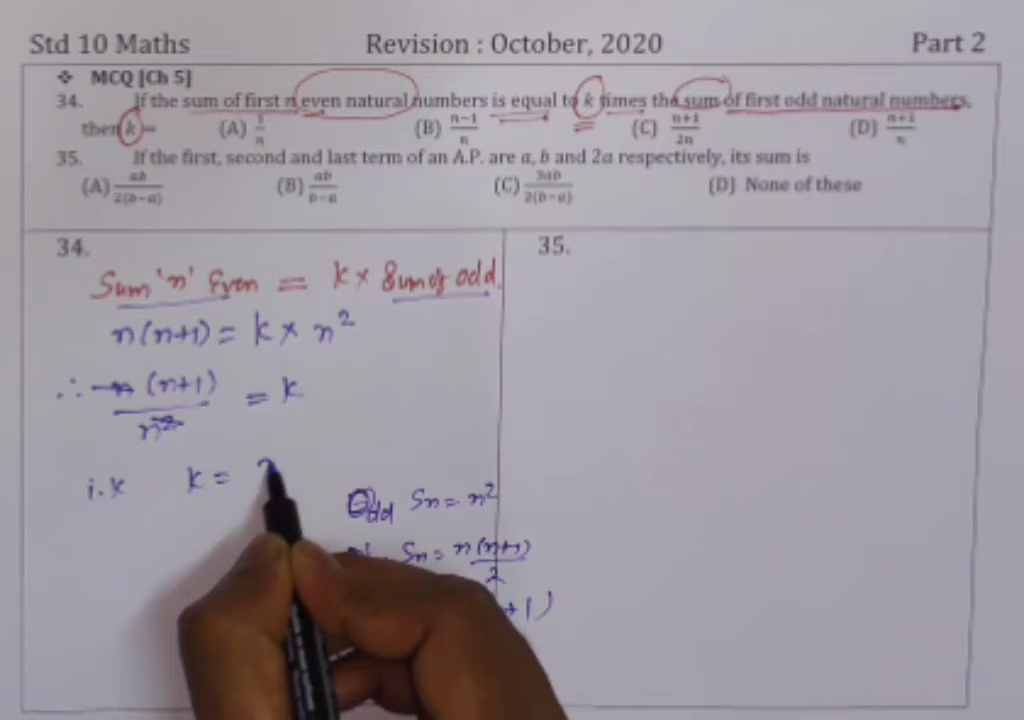 Std 10 Maths Revision : October, 2020 Part 2
❖ MCQ [Ch 5]
34. If the sum of first n even natural numbers is equal to k times the sum of first odd natural numbers,
then k = (A) 1/n (B) n−1/n (C) n+1/2n (D) n+1/n
35. If the first, second and last term of an A.P. are a, b and 2a respectively, its sum is
(A) ab/2(b−a) (B) ab/b−a (C) 3ab/2(b−a) (D) None of these
34. 35.
Sum 'n' Even = k × Sum of odd.
n(n+1) = k × n²
∴ n(n+1)/n² = k
i.k k =
Odd Sn = n²
Sn = n(n+1)/2
+1)